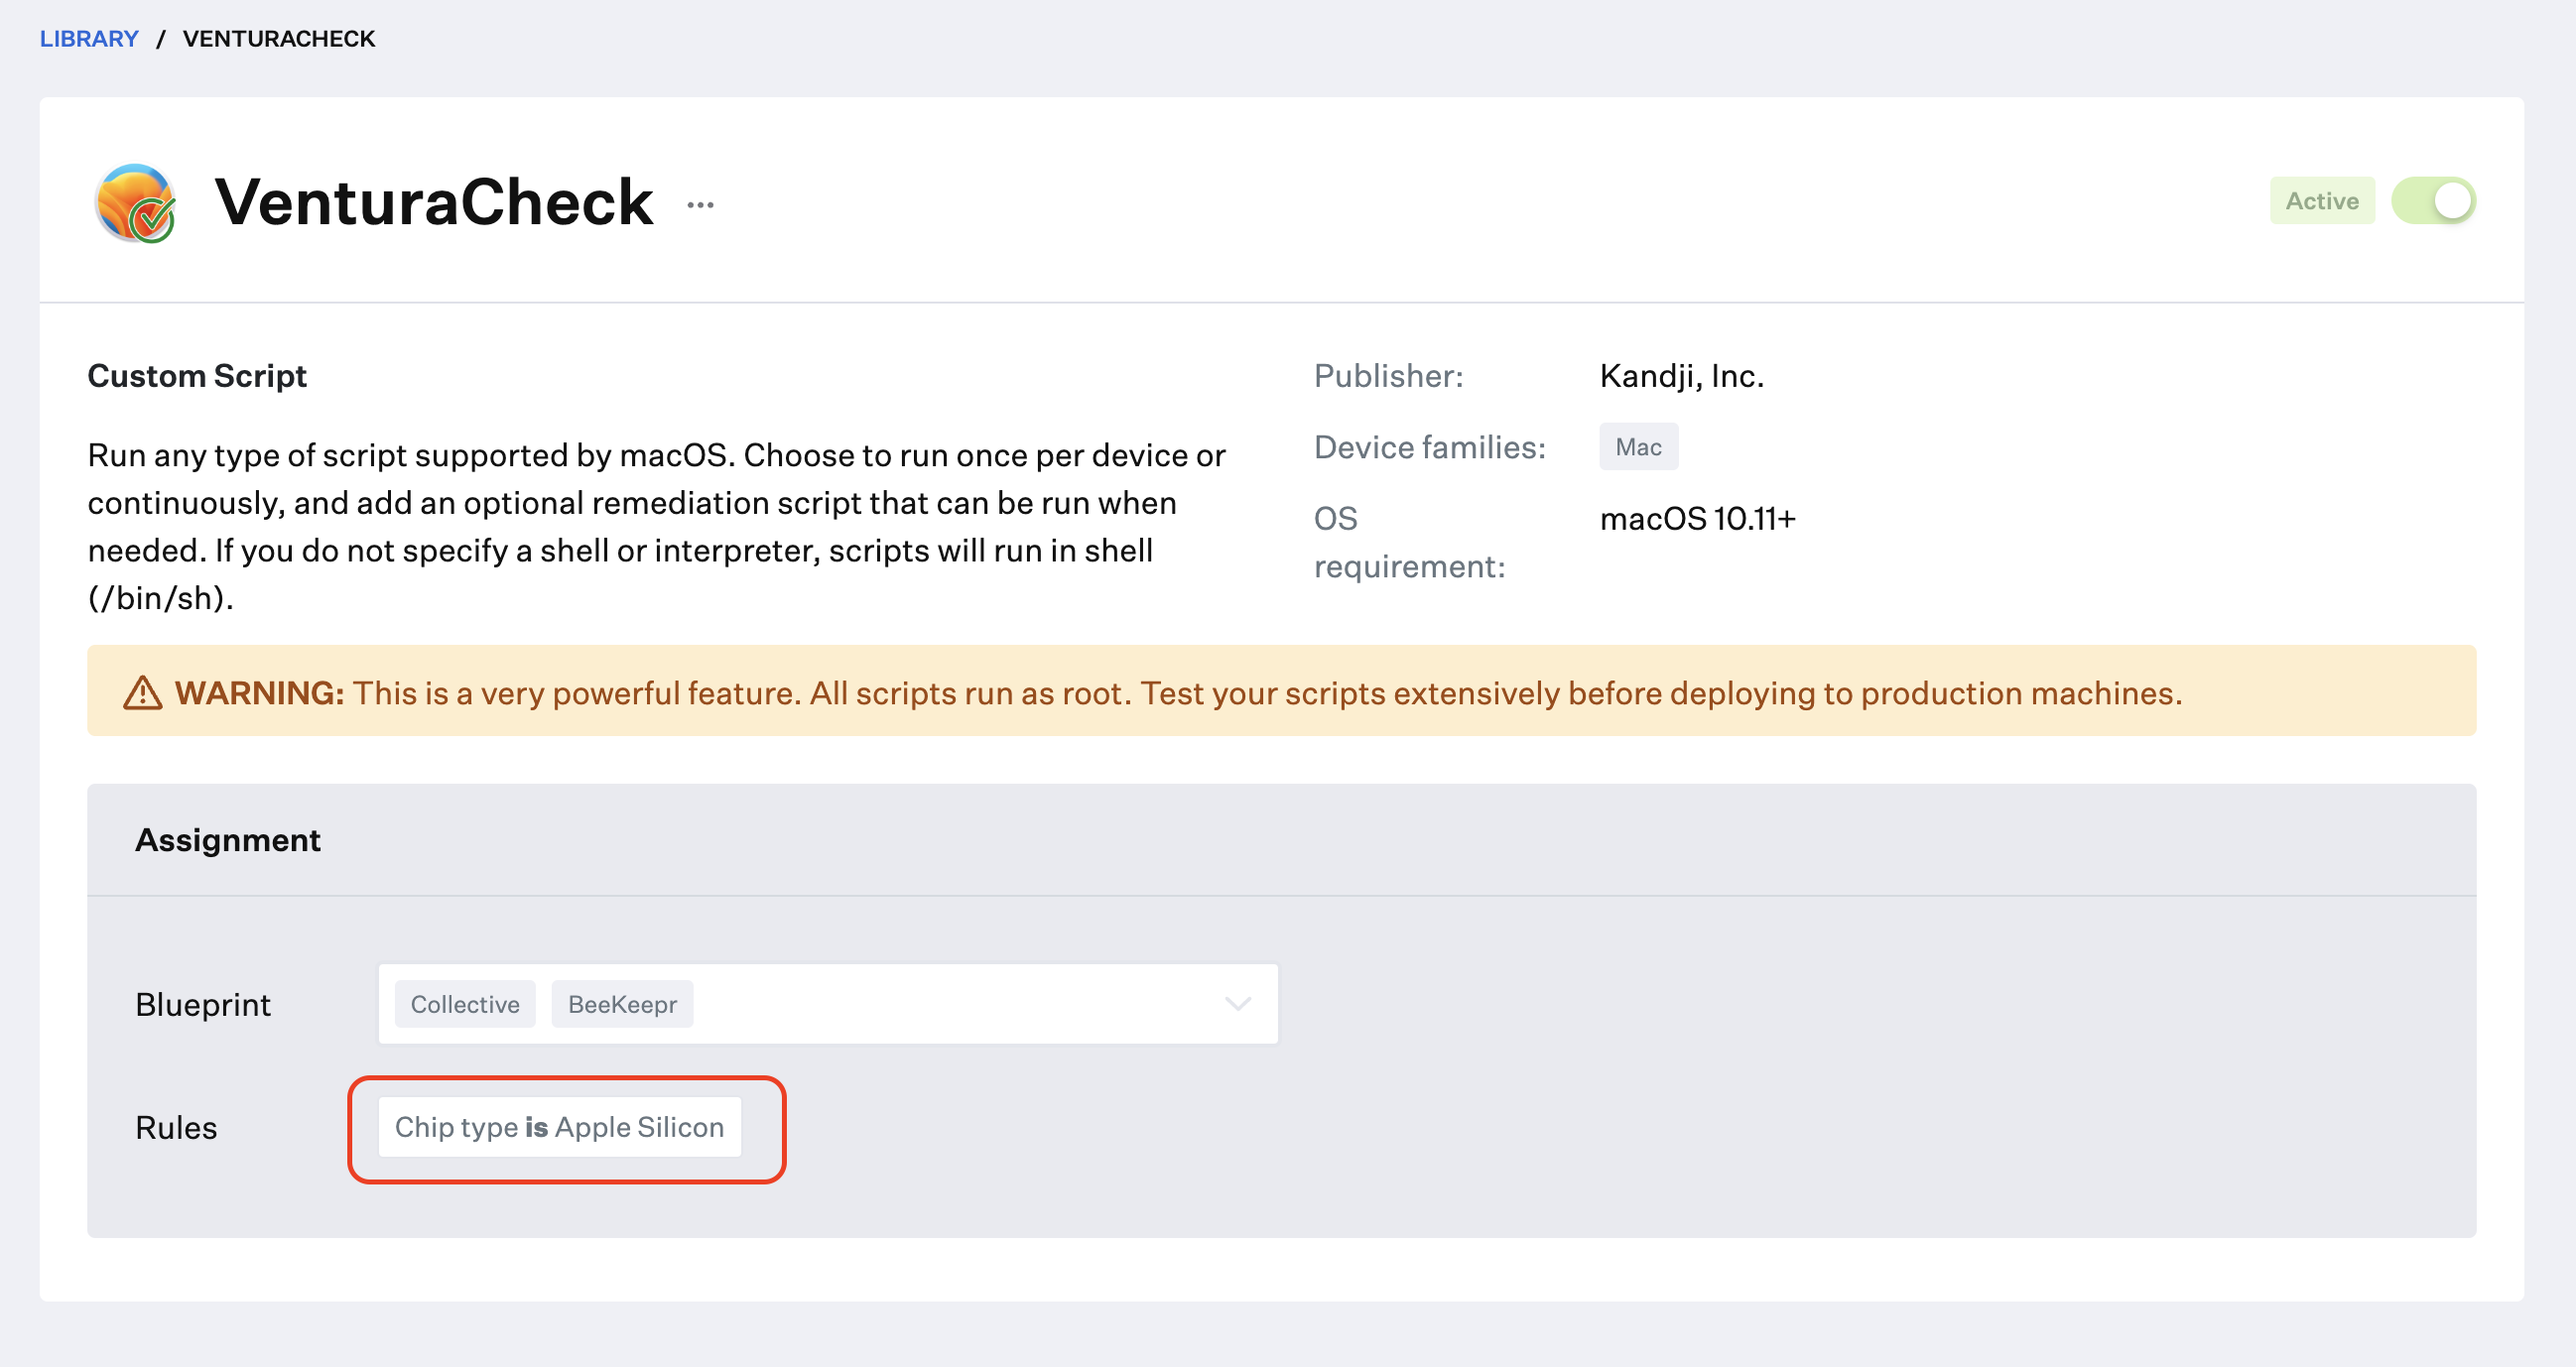 LIBRARY / VENTURACHECK
VenturaCheck ...
Active
Custom Script
Run any type of script supported by macOS. Choose to run once per device or
continuously, and add an optional remediation script that can be run when
needed. If you do not specify a shell or interpreter, scripts will run in shell
(/bin/sh).
Publisher: Kandji, Inc.
Device families: Mac
OS macOS 10.11+
requirement:
WARNING: This is a very powerful feature. All scripts run as root. Test your scripts extensively before deploying to production machines.
Assignment
Blueprint Collective BeeKeepr
Rules Chip type is Apple Silicon